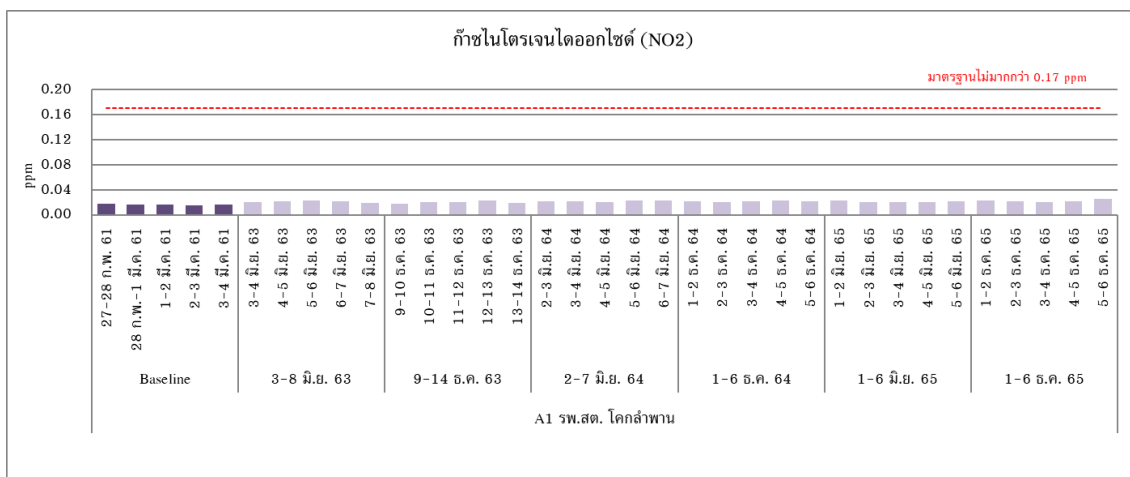 ก๊าซไนโตรเจนไดออกไซด์ (NO2)
มาตรฐานไม่มากกว่า 0.17 ppm
ppm
0.20
0.16
0.12
0.08
0.04
0.00
27-28 ก.พ. 61
28 ก.พ.-1 มี.ค. 61
1-2 มี.ค. 61
2-3 มี.ค. 61
3-4 มี.ค. 61
3-4 มิ.ย. 63
4-5 มิ.ย. 63
5-6 มิ.ย. 63
6-7 มิ.ย. 63
7-8 มิ.ย. 63
9-10 ธ.ค. 63
10-11 ธ.ค. 63
11-12 ธ.ค. 63
12-13 ธ.ค. 63
13-14 ธ.ค. 63
2-3 มิ.ย. 64
3-4 มิ.ย. 64
4-5 มิ.ย. 64
5-6 มิ.ย. 64
6-7 มิ.ย. 64
1-2 ธ.ค. 64
2-3 ธ.ค. 64
3-4 ธ.ค. 64
4-5 ธ.ค. 64
5-6 ธ.ค. 64
1-2 มิ.ย. 65
2-3 มิ.ย. 65
3-4 มิ.ย. 65
4-5 มิ.ย. 65
5-6 มิ.ย. 65
1-2 ธ.ค. 65
2-3 ธ.ค. 65
3-4 ธ.ค. 65
4-5 ธ.ค. 65
5-6 ธ.ค. 65
Baseline
3-8 มิ.ย. 63
9-14 ธ.ค. 63
2-7 มิ.ย. 64
1-6 ธ.ค. 64
1-6 มิ.ย. 65
1-6 ธ.ค. 65
A1 รพ.สต. โคกลำพาน